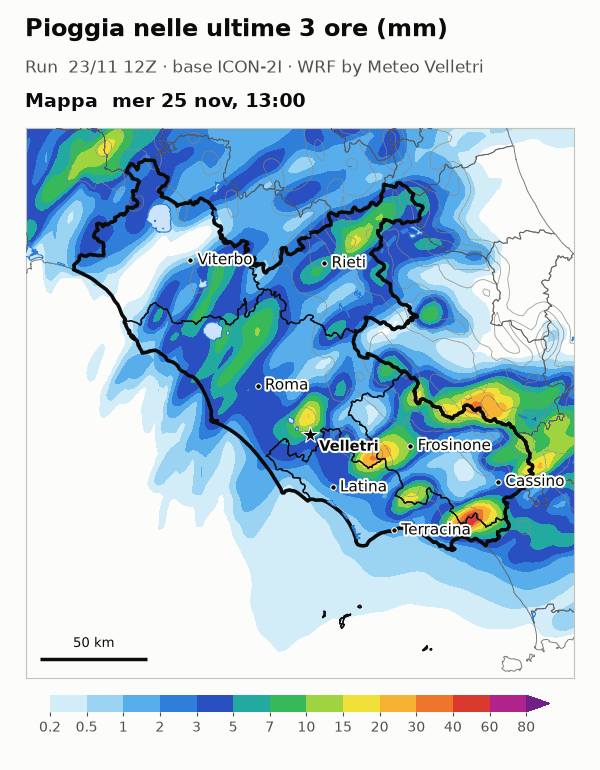 Pioggia nelle ultime 3 ore (mm)
Run  23/11 12Z · base ICON-2I · WRF by Meteo Velletri
Mappa  mer 25 nov, 13:00
Viterbo
Rieti
Roma
Velletri
Frosinone
Latina
Cassino
Terracina
50 km
0.2 0.5 1 2 3 5 7 10 15 20 30 40 60 80